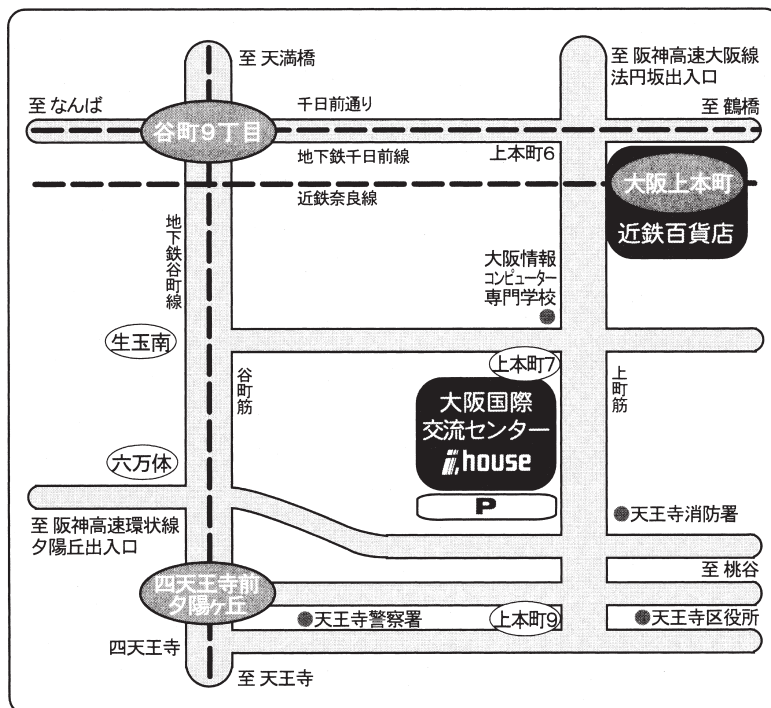 至 天満橋
至 阪神高速大阪線
法円坂出入口
至 なんば
千日前通り
至 鶴橋
谷町9丁目
地下鉄千日前線
上本町6
大阪上本町
近鉄奈良線
近鉄百貨店
地下鉄谷町線
大阪情報
コンピューター
専門学校
生玉南
谷町筋
上本町7
上町筋
大阪国際
交流センター
i,house
六万体
P
至 阪神高速環状線
夕陽丘出入口
天王寺消防署
至 桃谷
四天王寺前
夕陽ヶ丘
天王寺警察署
上本町9
天王寺区役所
四天王寺
至 天王寺